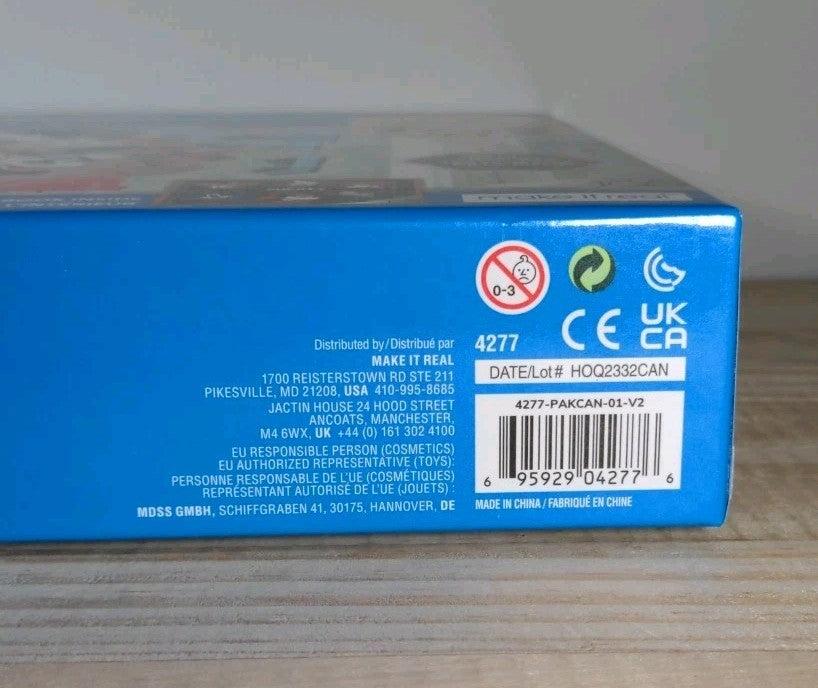 make it real
0-3
CE
UK
CA
4277
DATE/Lot# HOQ2332CAN
4277-PAKCAN-01-V2
6 95929 04277 6
MADE IN CHINA / FABRIQUÉ EN CHINE
Distributed by/Distribué par
MAKE IT REAL
1700 REISTERSTOWN RD STE 211
PIKESVILLE, MD 21208, USA 410-995-8685
JACTIN HOUSE 24 HOOD STREET
ANCOATS, MANCHESTER,
M4 6WX, UK +44 (0) 161 302 4100
EU RESPONSIBLE PERSON (COSMETICS)
EU AUTHORIZED REPRESENTATIVE (TOYS):
PERSONNE RESPONSABLE DE L'UE (COSMÉTIQUES)
REPRÉSENTANT AUTORISÉ DE L'UE (JOUETS) :
MDSS GMBH, SCHIFFGRABEN 41, 30175, HANNOVER, DE